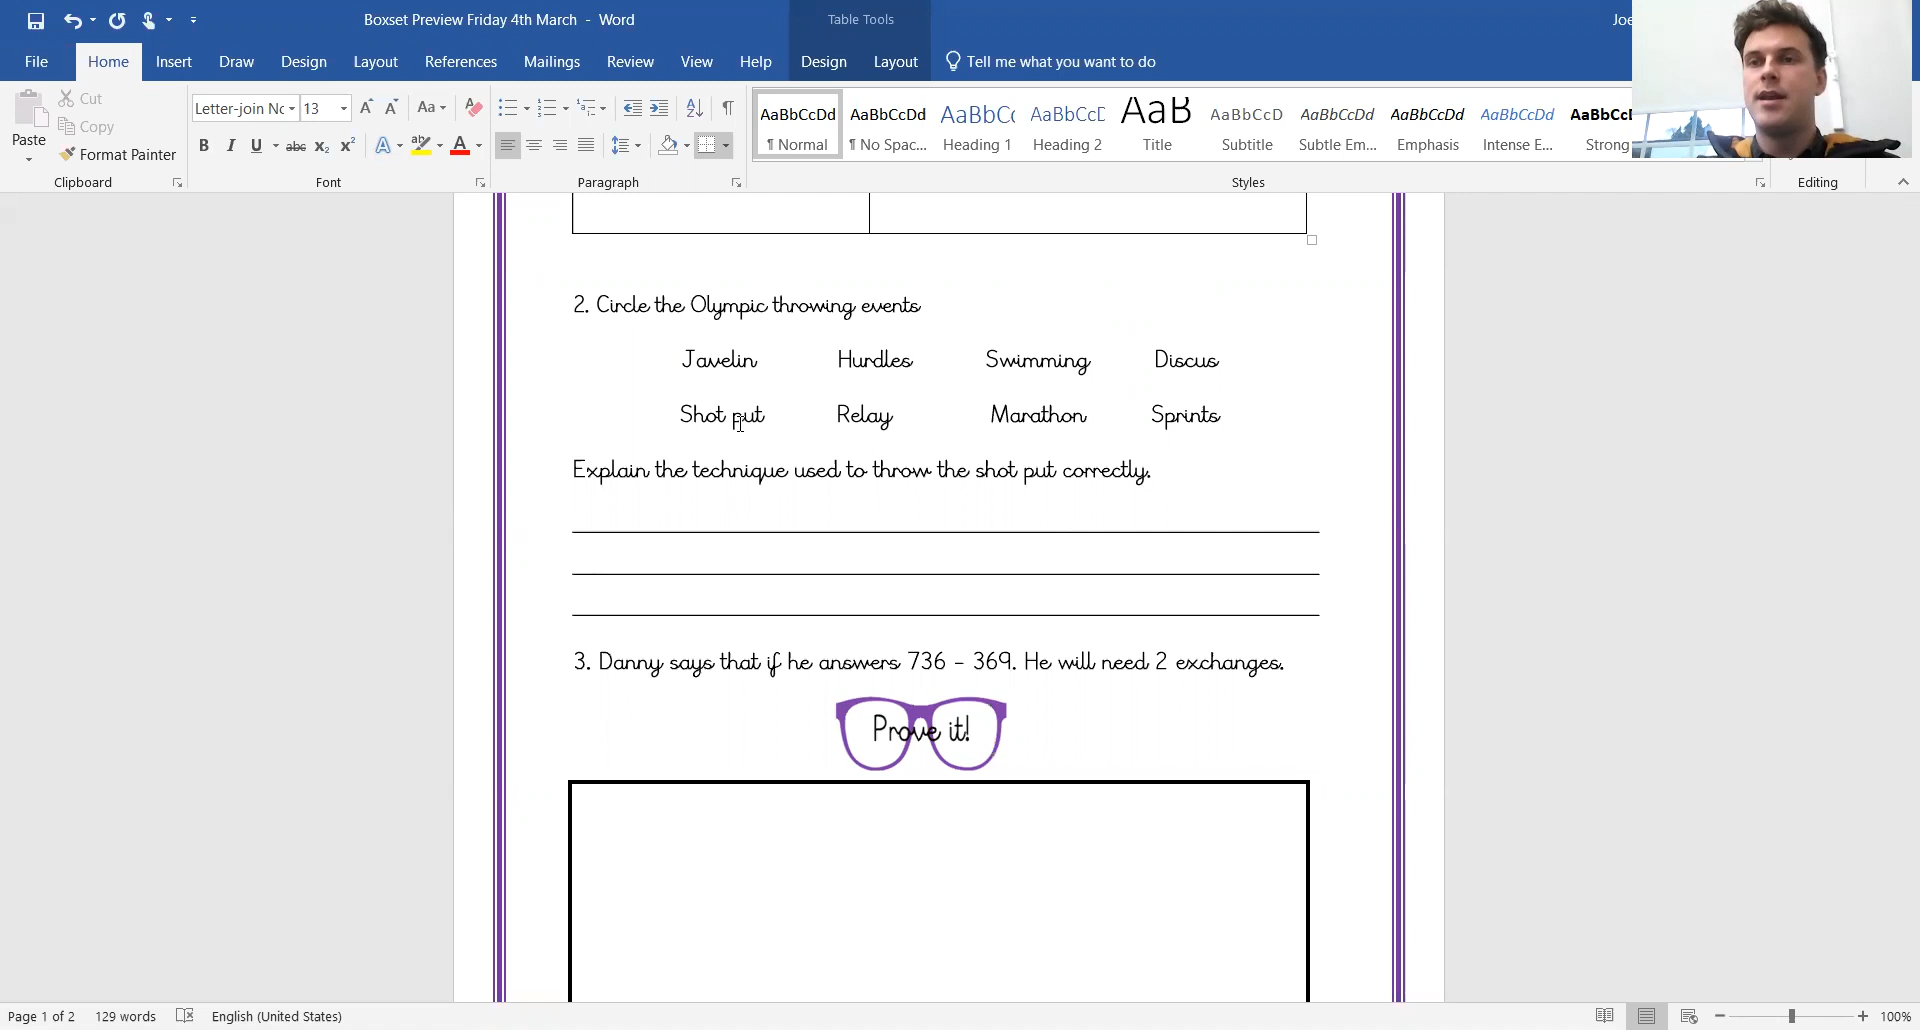 Boxset Preview Friday 4th March - Word
Table Tools
Joe
File Home Insert Draw Design Layout References Mailings Review View Help Design Layout Tell me what you want to do
Paste
Cut
Copy
Format Painter
Clipboard
Letter-join Nc 13
Aa
B I U abc X₂ X² A A
Font
Paragraph
AaBbCcDd AaBbCcDd AaBbCc AaBbCcC AaB AaBbCcD AaBbCcDd AaBbCcDd AaBbCcDd AaBbCcD
¶ Normal ¶ No Spac... Heading 1 Heading 2 Title Subtitle Subtle Em... Emphasis Intense E... Strong
Styles
Editing
2. Circle the Olympic throwing events
Javelin Hurdles Swimming Discus
Shot put Relay Marathon Sprints
Explain the technique used to throw the shot put correctly.
3. Danny says that if he answers 736 - 369. He will need 2 exchanges.
Prove it!
Page 1 of 2 129 words English (United States) 100%